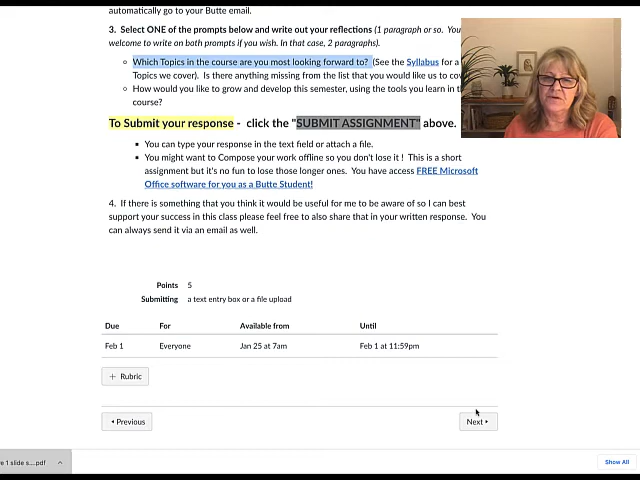 automatically go to your Butte email.
3. Select ONE of the prompts below and write out your reflections (1 paragraph or so. You
welcome to write on both prompts if you wish. In that case, 2 paragraphs).
Which Topics in the course are you most looking forward to? (See the Syllabus for a
Topics we cover). Is there anything missing from the list that you would like us to cov
How would you like to grow and develop this semester, using the tools you learn in t
course?
To Submit your response - click the "SUBMIT ASSIGNMENT" above.
You can type your response in the text field or attach a file.
You might want to Compose your work offline so you don't lose it ! This is a short
assignment but it's no fun to lose those longer ones. You have access FREE Microsoft
Office software for you as a Butte Student!
4. If there is something that you think it would be useful for me to be aware of so I can best
support your success in this class please feel free to also share that in your written response. You
can always send it via an email as well.
Points 5
Submitting a text entry box or a file upload
Due For Available from Until
Feb 1 Everyone Jan 25 at 7am Feb 1 at 11:59pm
+ Rubric
Previous Next
e 1 slide s....pdf Show All